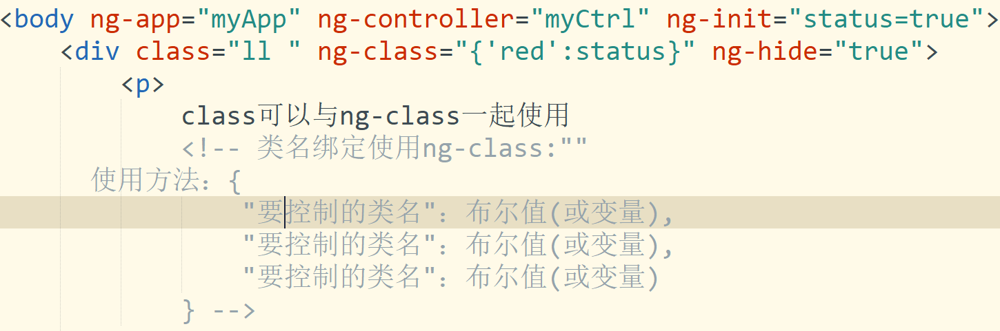 <body ng-app="myApp" ng-controller="myCtrl" ng-init="status=true">
<div class="ll " ng-class="{'red':status}" ng-hide="true">
<p>
class可以与ng-class一起使用
<!-- 类名绑定使用ng-class:""
使用方法：{
"要控制的类名"：布尔值(或变量),
"要控制的类名"：布尔值(或变量),
"要控制的类名"：布尔值(或变量)
} -->